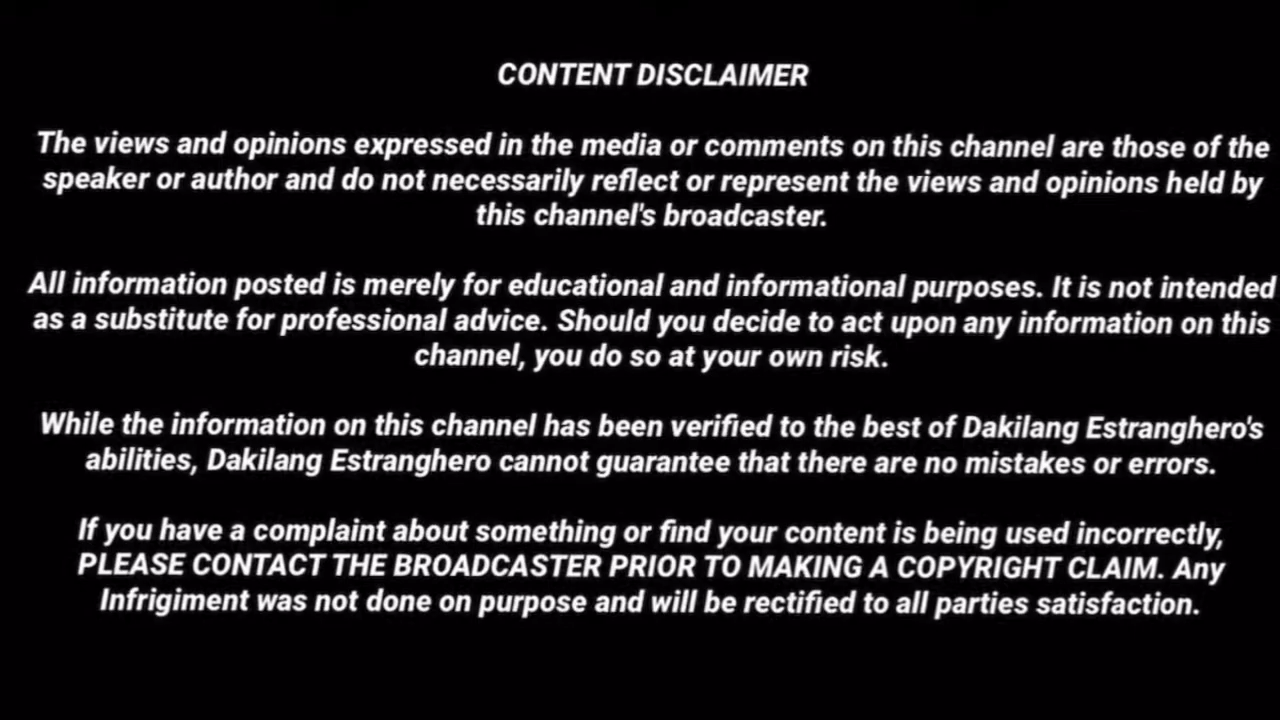 CONTENT DISCLAIMER
The views and opinions expressed in the media or comments on this channel are those of the
speaker or author and do not necessarily reflect or represent the views and opinions held by
this channel's broadcaster.
All information posted is merely for educational and informational purposes. It is not intended
as a substitute for professional advice. Should you decide to act upon any information on this
channel, you do so at your own risk.
While the information on this channel has been verified to the best of Dakilang Estranghero's
abilities, Dakilang Estranghero cannot guarantee that there are no mistakes or errors.
If you have a complaint about something or find your content is being used incorrectly,
PLEASE CONTACT THE BROADCASTER PRIOR TO MAKING A COPYRIGHT CLAIM. Any
Infrigiment was not done on purpose and will be rectified to all parties satisfaction.